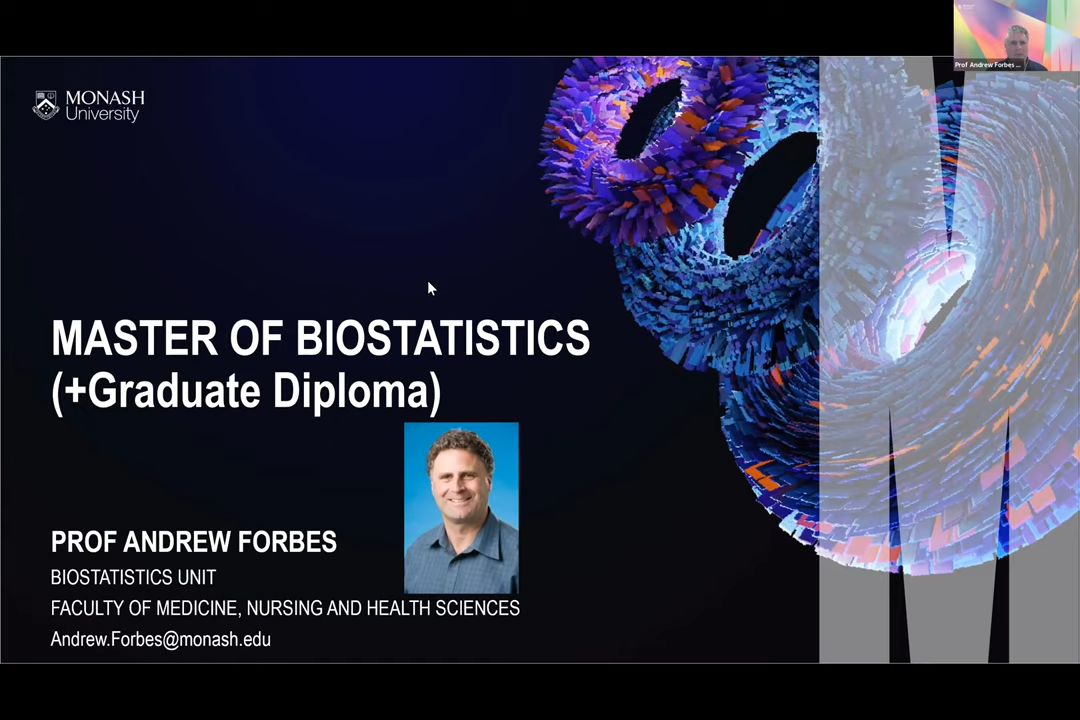 Prof Andrew Forbes ...
MONASH
University
MASTER OF BIOSTATISTICS
(+Graduate Diploma)
PROF ANDREW FORBES
BIOSTATISTICS UNIT
FACULTY OF MEDICINE, NURSING AND HEALTH SCIENCES
Andrew.Forbes@monash.edu